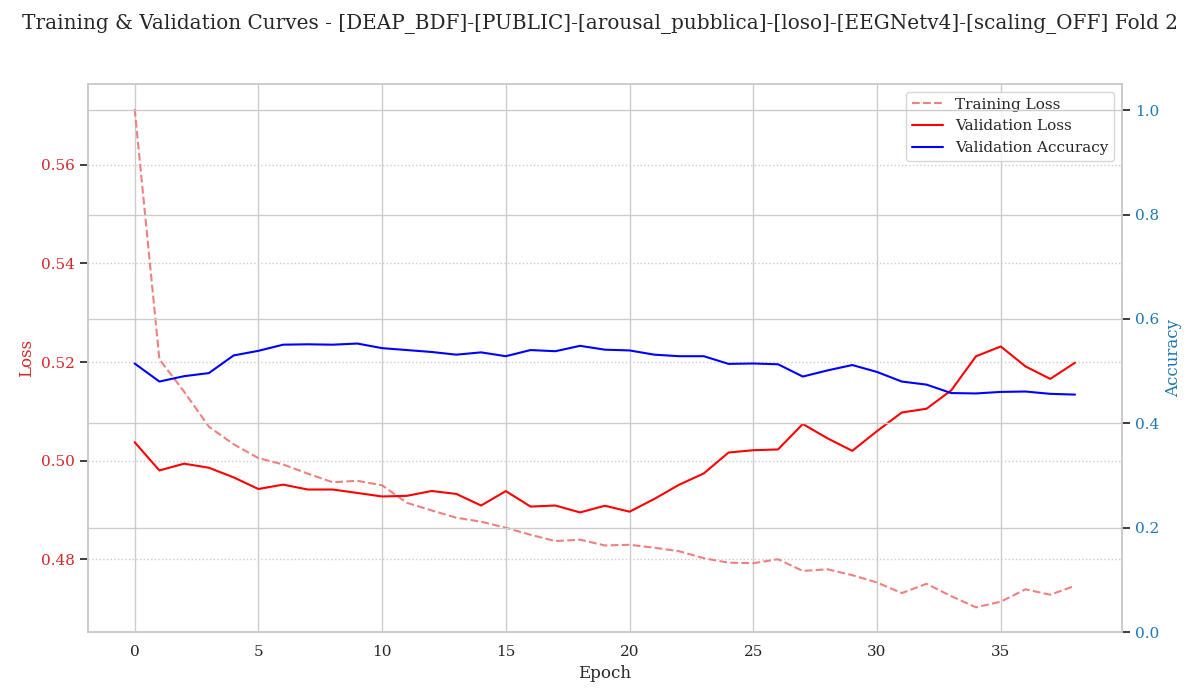 Training & Validation Curves - [DEAP_BDF]-[PUBLIC]-[arousal_pubblica]-[loso]-[EEGNetv4]-[scaling_OFF] Fold 2
Training Loss
Validation Loss
Validation Accuracy
0.56
0.54
0.52
0.50
0.48
Loss
1.0
0.8
0.6
0.4
0.2
0.0
Accuracy
0 5 10 15 20 25 30 35
Epoch